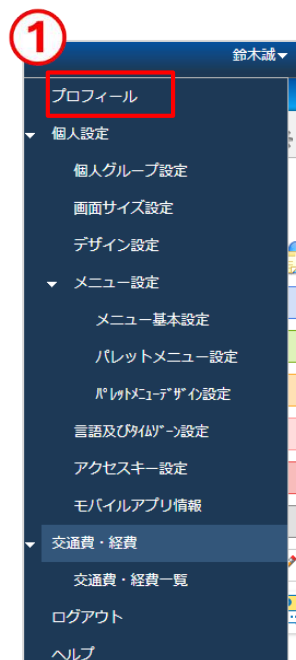 1
鈴木誠▼
プロフィール
個人設定
個人グループ設定
画面サイズ設定
デザイン設定
メニュー設定
メニュー基本設定
パレットメニュー設定
ﾊﾟﾚｯﾄﾒﾆｭｰﾃﾞｻﾞｲﾝ設定
言語及びﾀｲﾑｿﾞｰﾝ設定
アクセスキー設定
モバイルアプリ情報
交通費・経費
交通費・経費一覧
ログアウト
ヘルプ